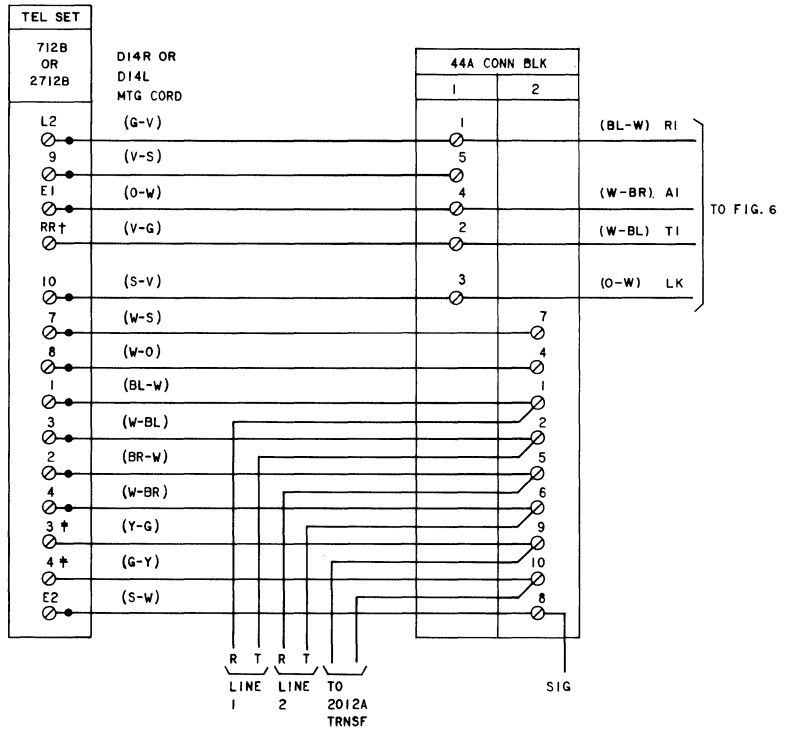 TEL SET
712B
OR
2712B
D14R OR
D14L
MTG CORD
44A CONN BLK
1 2
L2 (G-V) 1 (BL-W) R1
9 (V-S) 5
E1 (O-W) 4 (W-BR) A1
TO FIG. 6
RR† (V-G) 2 (W-BL) T1
10 (S-V) 3 (O-W) LK
7 (W-S) 7
8 (W-O) 4
1 (BL-W) 1
3 (W-BL) 2
2 (BR-W) 5
4 (W-BR) 6
3 ‡ (Y-G) 9
4 ‡ (G-Y) 10
E2 (S-W) 8
R T R T
LINE LINE TO SIG
1 2 2012A
TRNSF